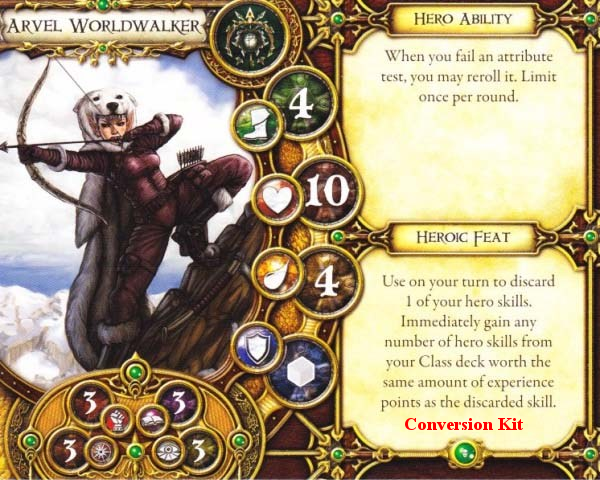 ARVEL WORLDWALKER
4
10
4
3
3
3
3
HERO ABILITY
When you fail an attribute
test, you may reroll it. Limit
once per round.
HEROIC FEAT
Use on your turn to discard
1 of your hero skills.
Immediately gain any
number of hero skills from
your Class deck worth the
same amount of experience
points as the discarded skill.
Conversion Kit